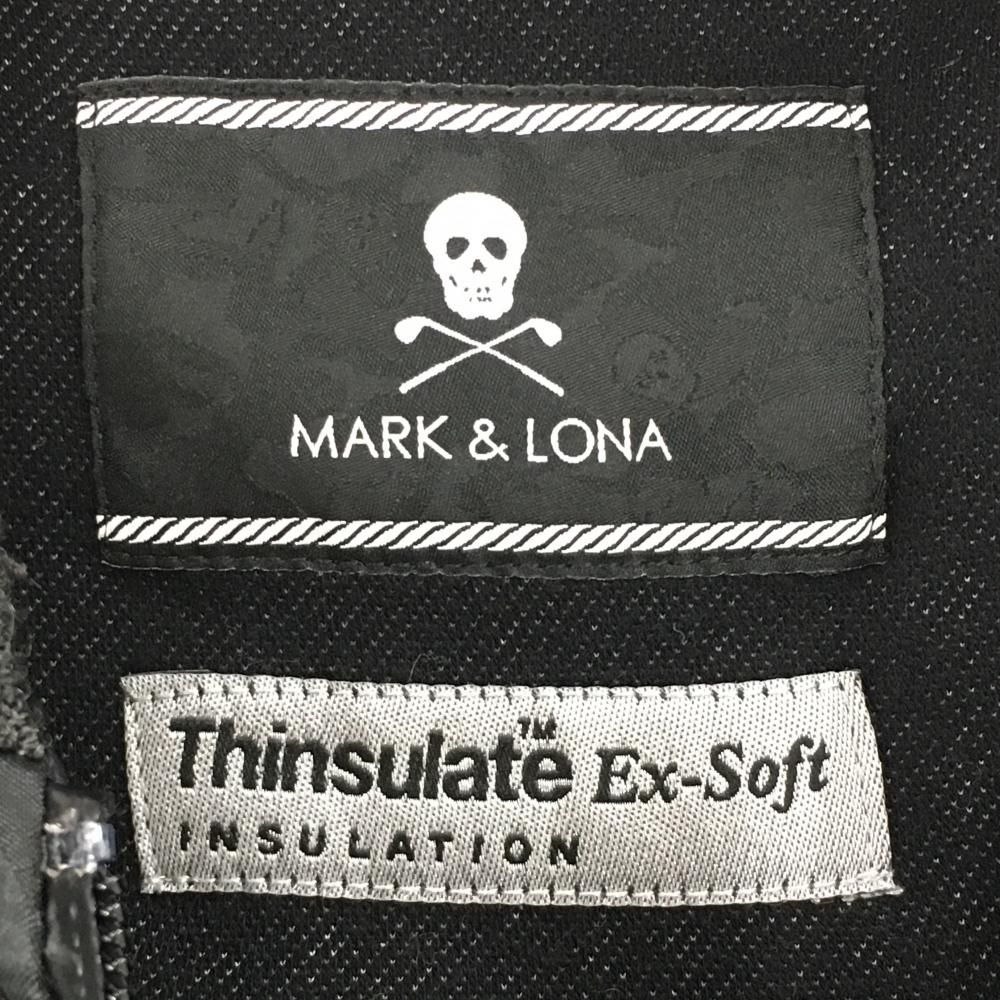 MARK & LONA
Thinsulate™ Ex-Soft
INSULATION